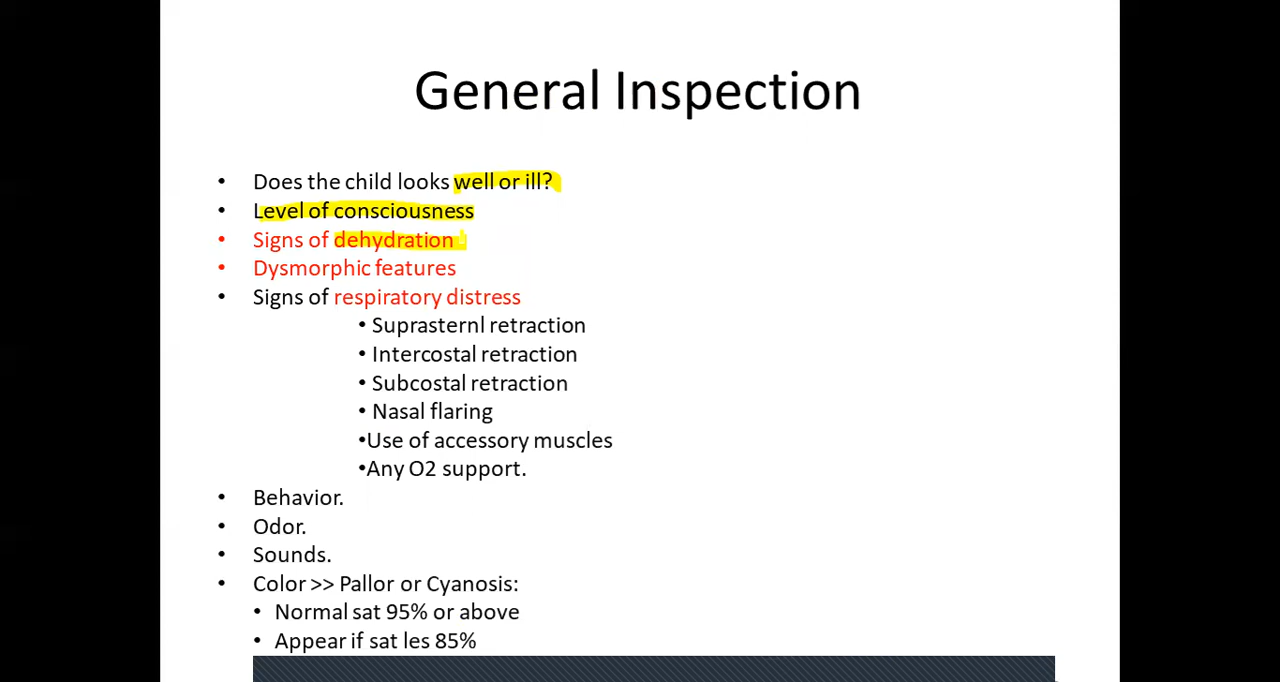 General Inspection
• Does the child looks well or ill?
• Level of consciousness
• Signs of dehydration
• Dysmorphic features
• Signs of respiratory distress
• Suprasternl retraction
• Intercostal retraction
• Subcostal retraction
• Nasal flaring
•Use of accessory muscles
•Any O2 support.
• Behavior.
• Odor.
• Sounds.
• Color >> Pallor or Cyanosis:
• Normal sat 95% or above
• Appear if sat les 85%